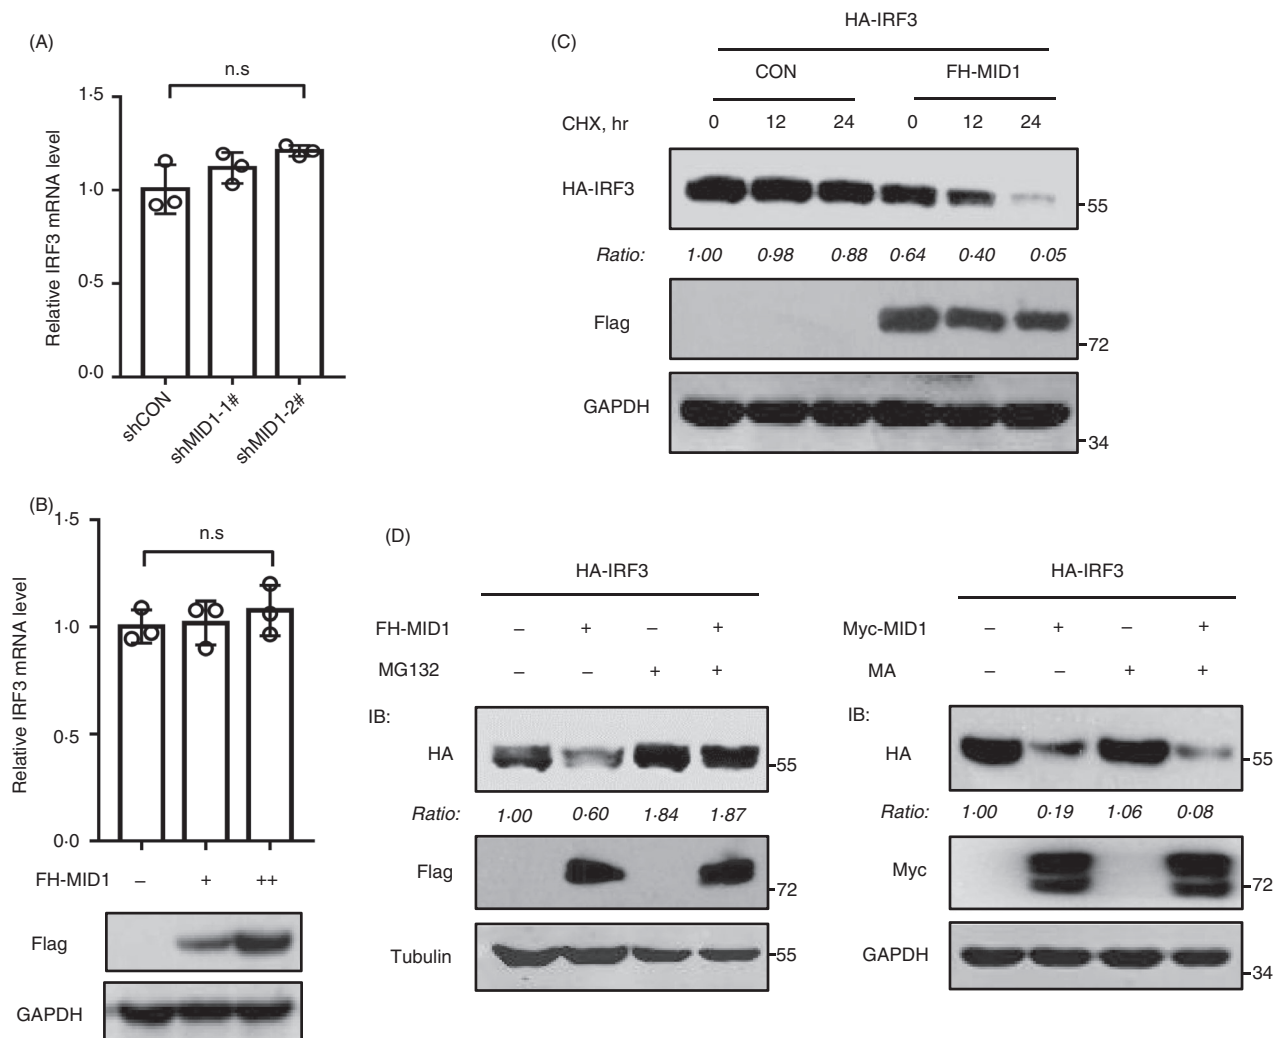 (A)
n.s
1·5
1·0
0·5
0·0
Relative IRF3 mRNA level
shCON
shMID1-1#
shMID1-2#
(B)
n.s
1·5
1·0
0·5
0·0
Relative IRF3 mRNA level
FH-MID1 – + ++
Flag
GAPDH
(C)
HA-IRF3
CON FH-MID1
CHX, hr 0 12 24 0 12 24
HA-IRF3
55
Ratio: 1·00 0·98 0·88 0·64 0·40 0·05
Flag
72
GAPDH
34
(D)
HA-IRF3
FH-MID1 – + – +
MG132 – – + +
IB:
HA
55
Ratio: 1·00 0·60 1·84 1·87
Flag
72
Tubulin
55
HA-IRF3
Myc-MID1 – + – +
MA – – + +
IB:
HA
55
Ratio: 1·00 0·19 1·06 0·08
Myc
72
GAPDH
34